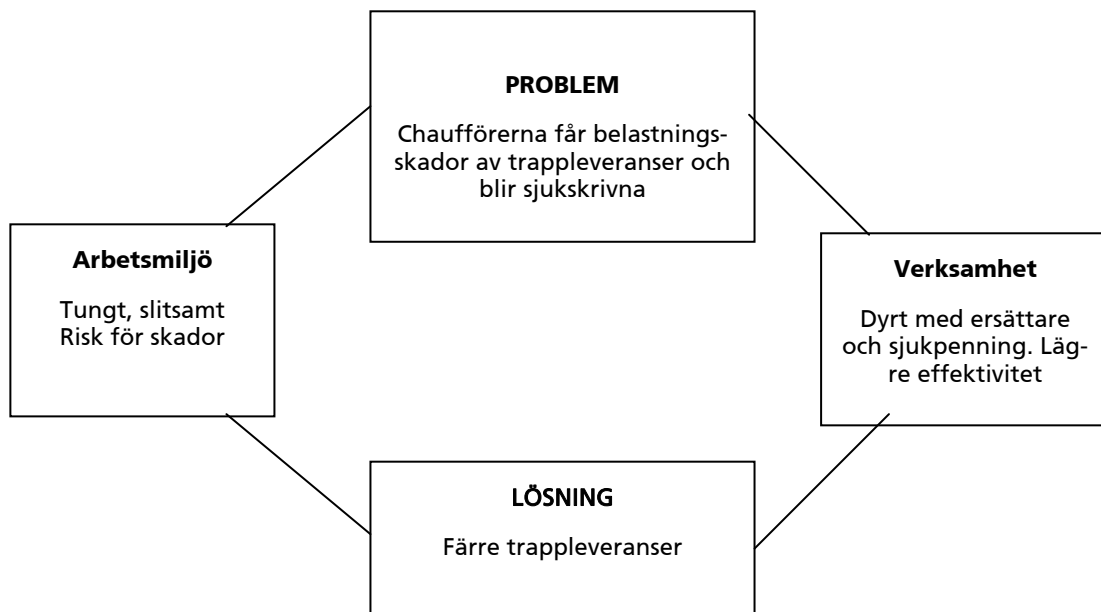 PROBLEM
Chaufförerna får belastnings-
skador av trappleveranser och
blir sjukskrivna
Arbetsmiljö
Tungt, slitsamt
Risk för skador
Verksamhet
Dyrt med ersättare
och sjukpenning. Läg-
re effektivitet
LÖSNING
Färre trappleveranser